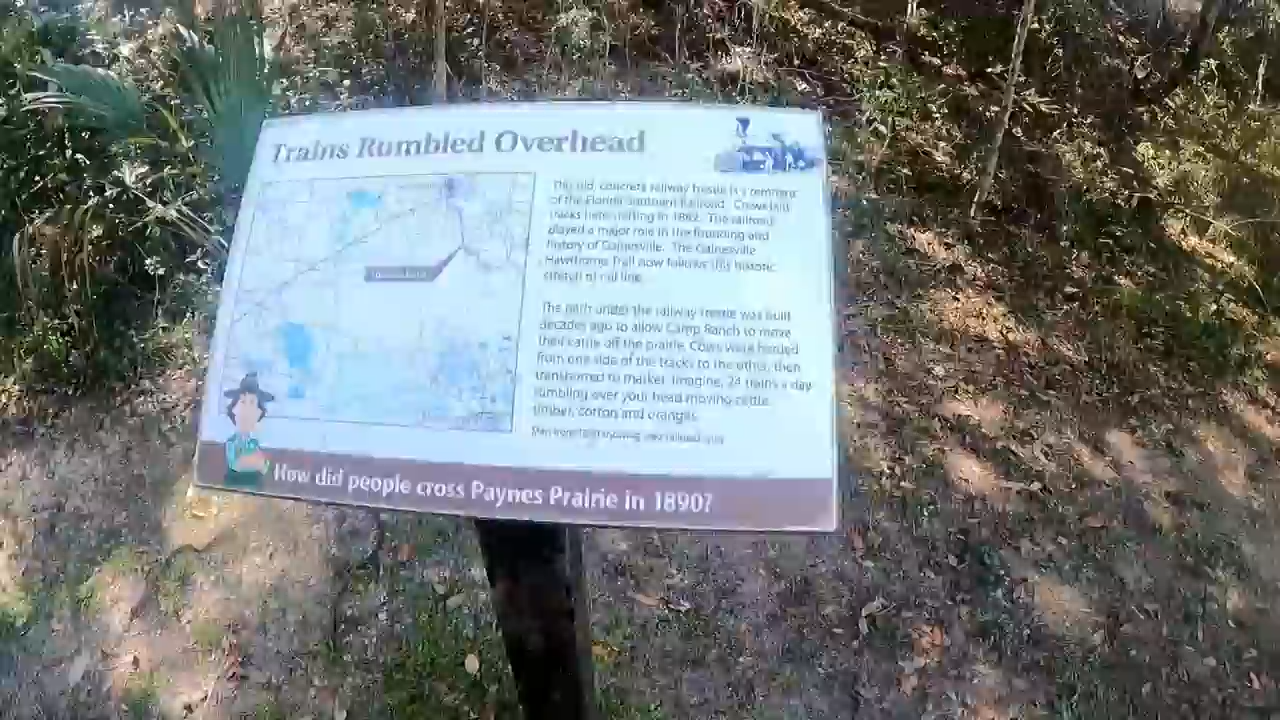 Trains Rumbled Overhead
This old concrete railway trestle is a remnant
of the Florida Southern Railroad. Crews laid
tracks here starting in 1882. The railroad
played a major role in the founding and
history of Gainesville. The Gainesville
Hawthorne Trail now follows this historic
stretch of rail line.
The path under the railway trestle was built
decades ago to allow Camp Ranch to move
their cattle off the prairie. Cows were herded
from one side of the tracks to the other, then
transported to market. Imagine, 24 trains a day
rumbling over your head moving cattle,
timber, cotton and oranges.
How did people cross Paynes Prairie in 1890?